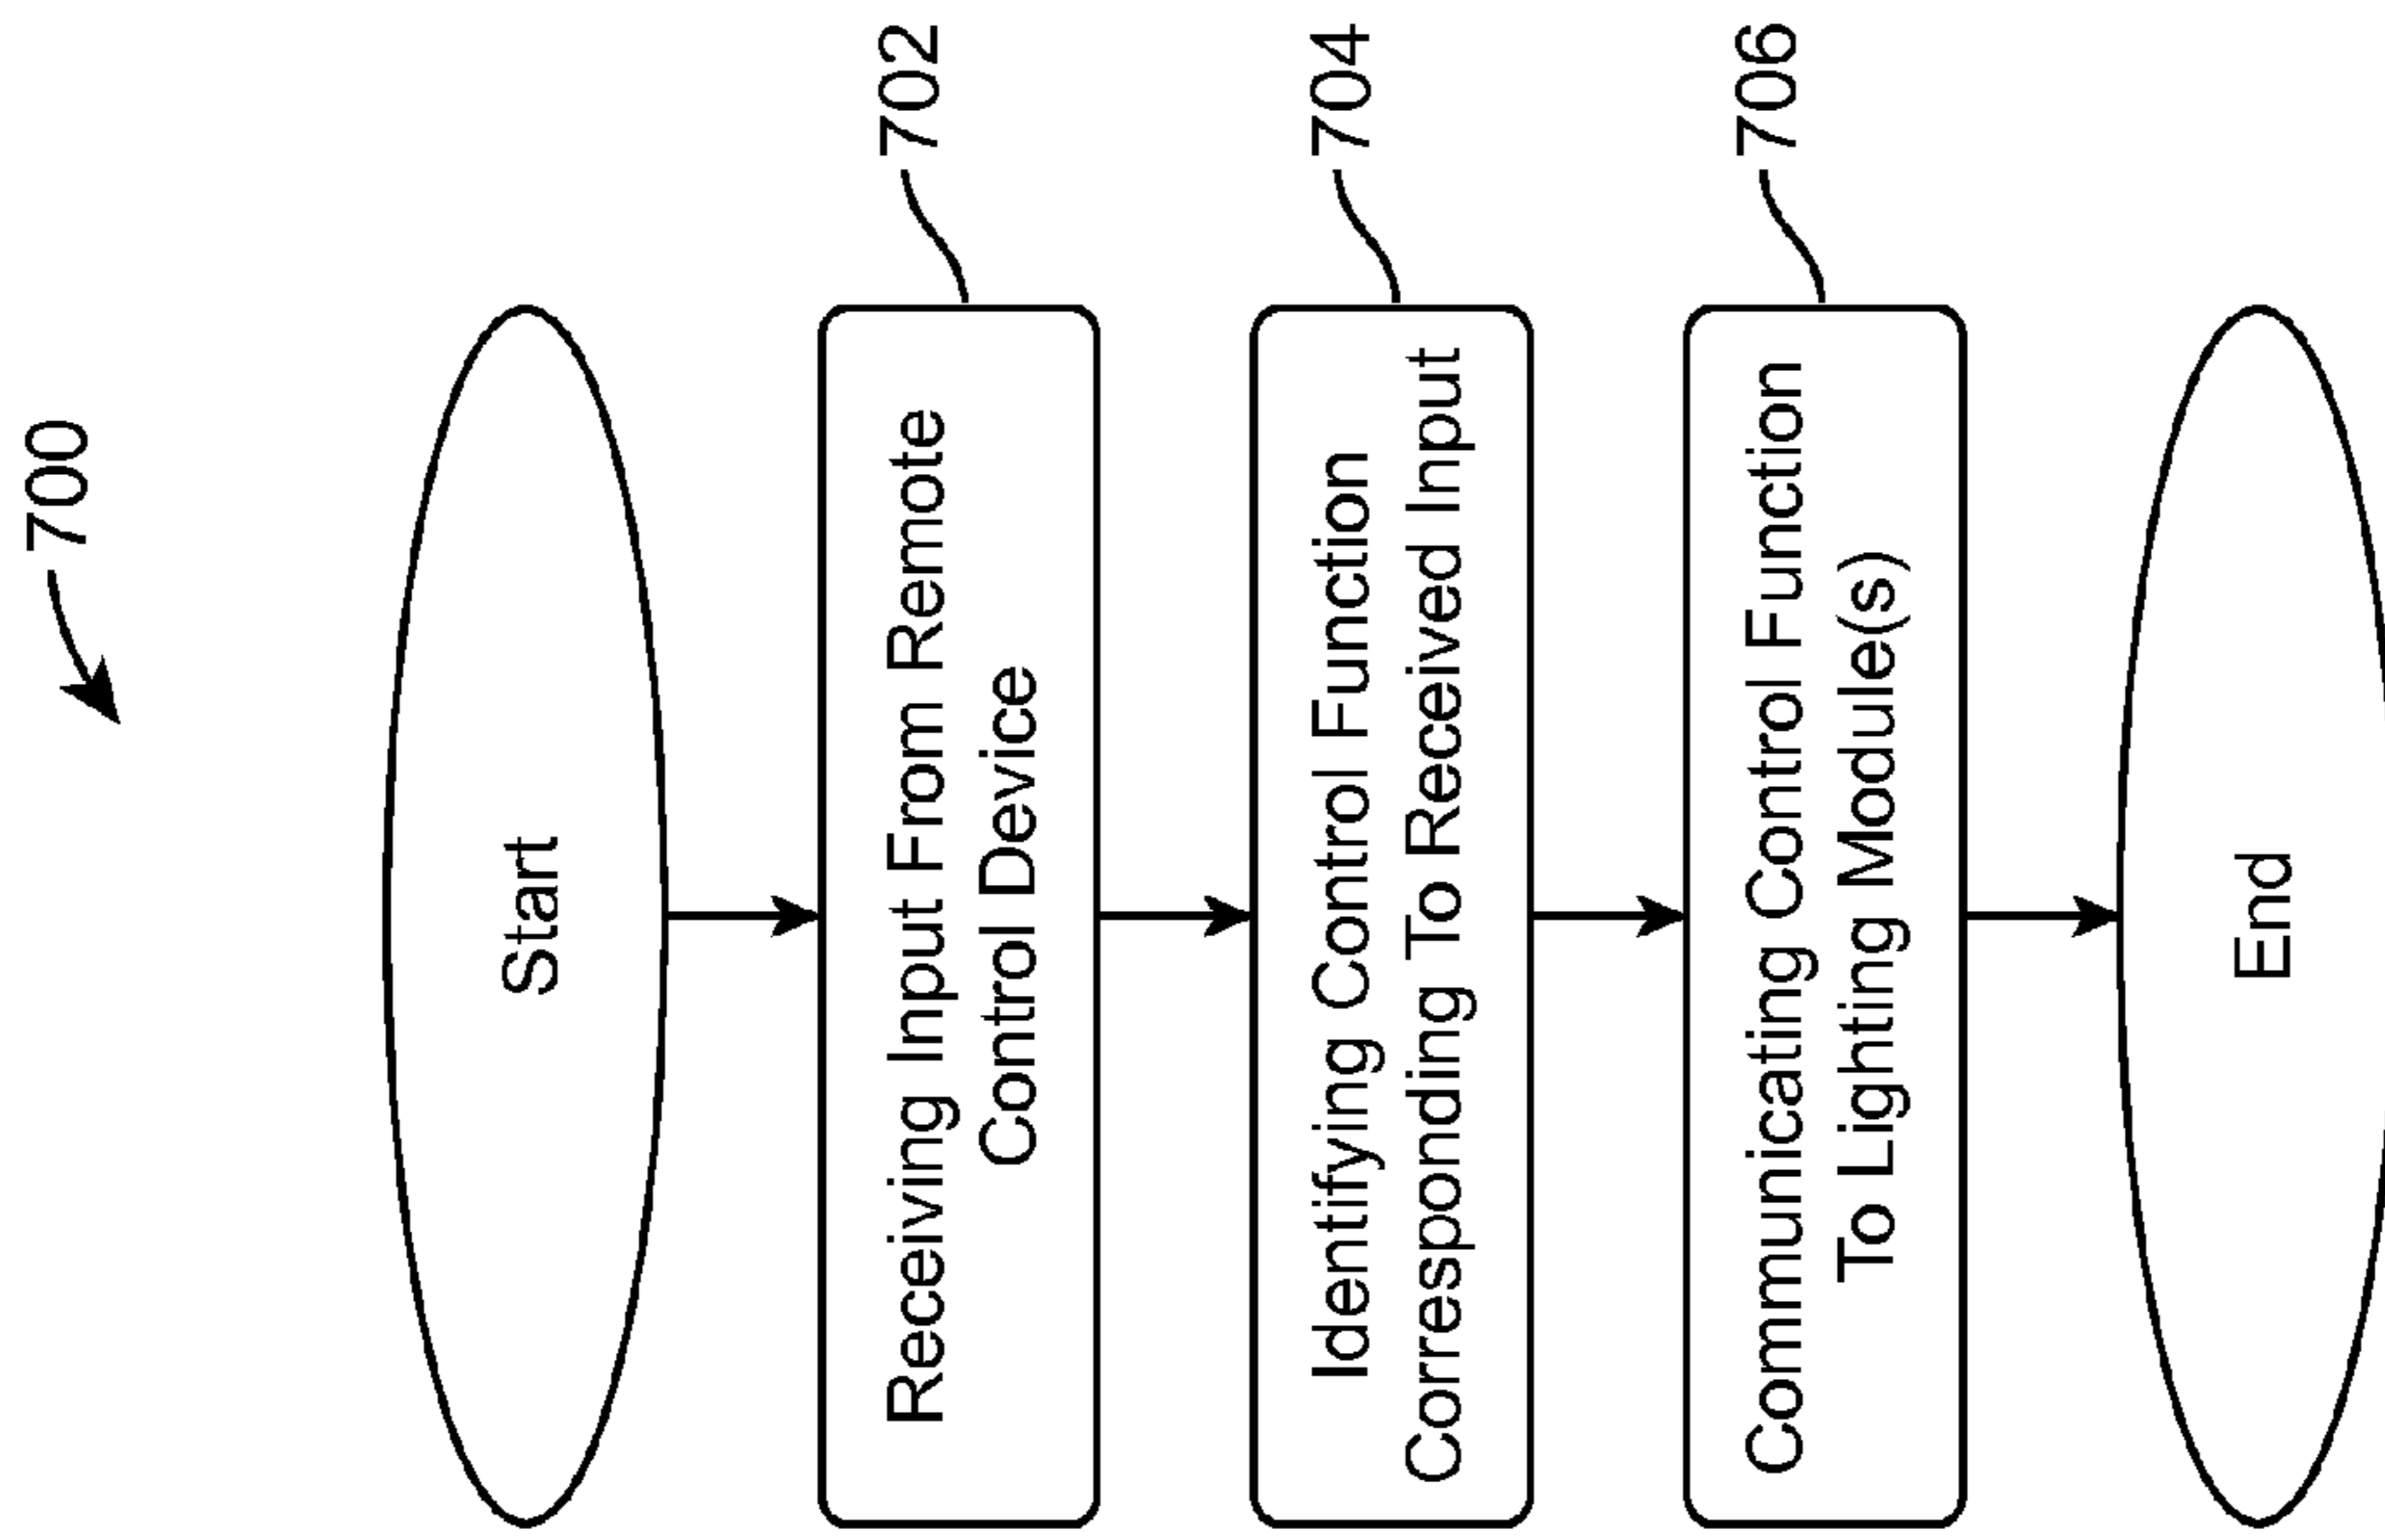 700
Start
Receiving Input From Remote
Control Device
702
Identifying Control Function
Corresponding To Received Input
704
Communicating Control Function
To Lighting Module(s)
706
End